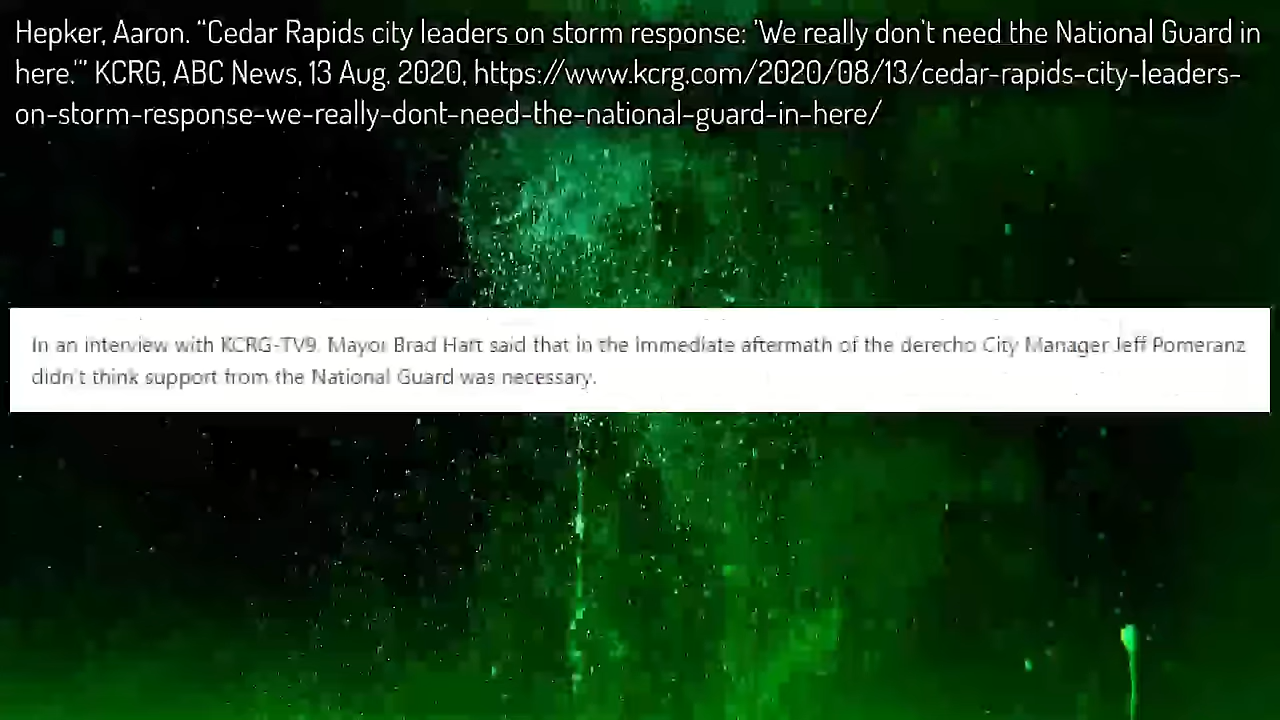 Hepker, Aaron. “Cedar Rapids city leaders on storm response: ‘We really don't need the National Guard in
here.’” KCRG, ABC News, 13 Aug. 2020, https://www.kcrg.com/2020/08/13/cedar-rapids-city-leaders-
on-storm-response-we-really-dont-need-the-national-guard-in-here/
In an interview with KCRG-TV9, Mayor Brad Hart said that in the immediate aftermath of the derecho City Manager Jeff Pomeranz
didn't think support from the National Guard was necessary.